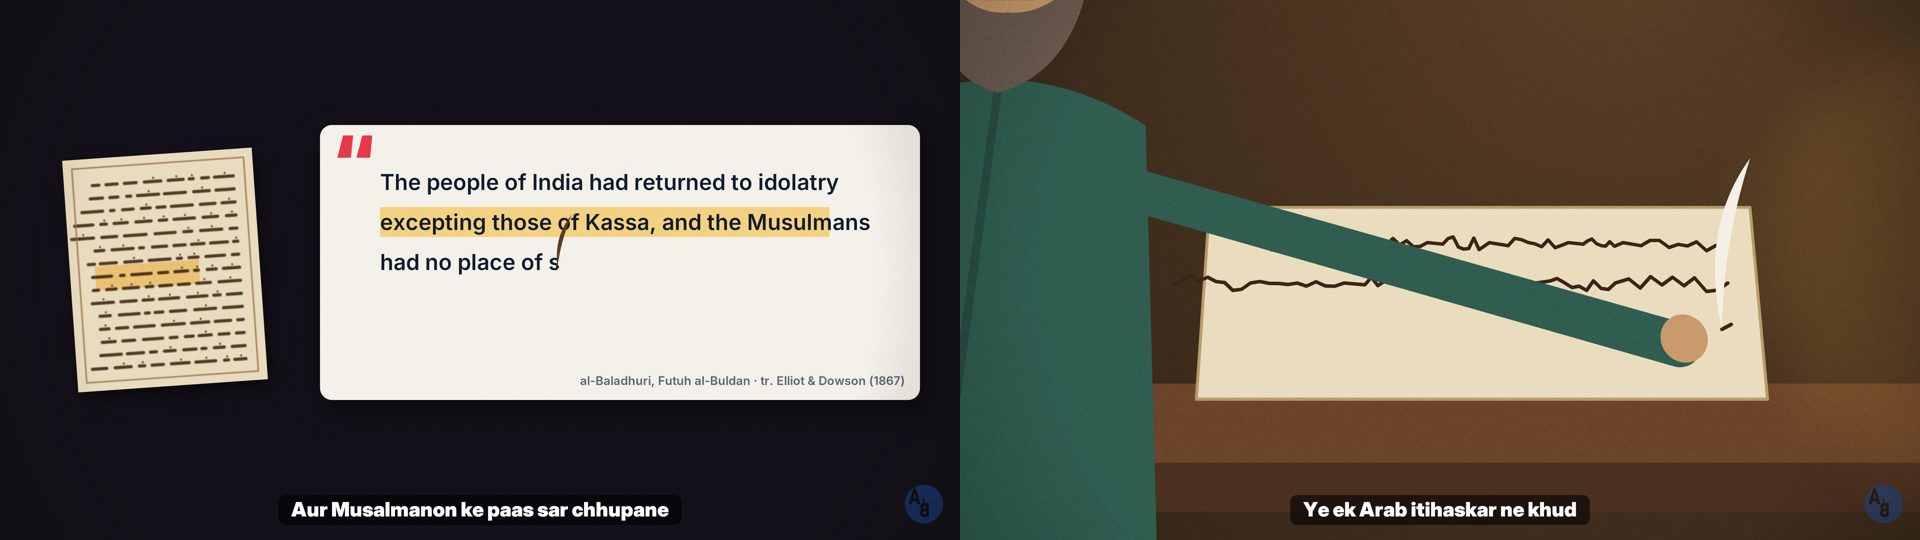 The people of India had returned to idolatry
excepting those of Kassa, and the Musulmans
had no place of s
al-Baladhuri, Futuh al-Buldan · tr. Elliot & Dowson (1867)
Aur Musalmanon ke paas sar chhupane
A
B
Ye ek Arab itihaskar ne khud
A
B